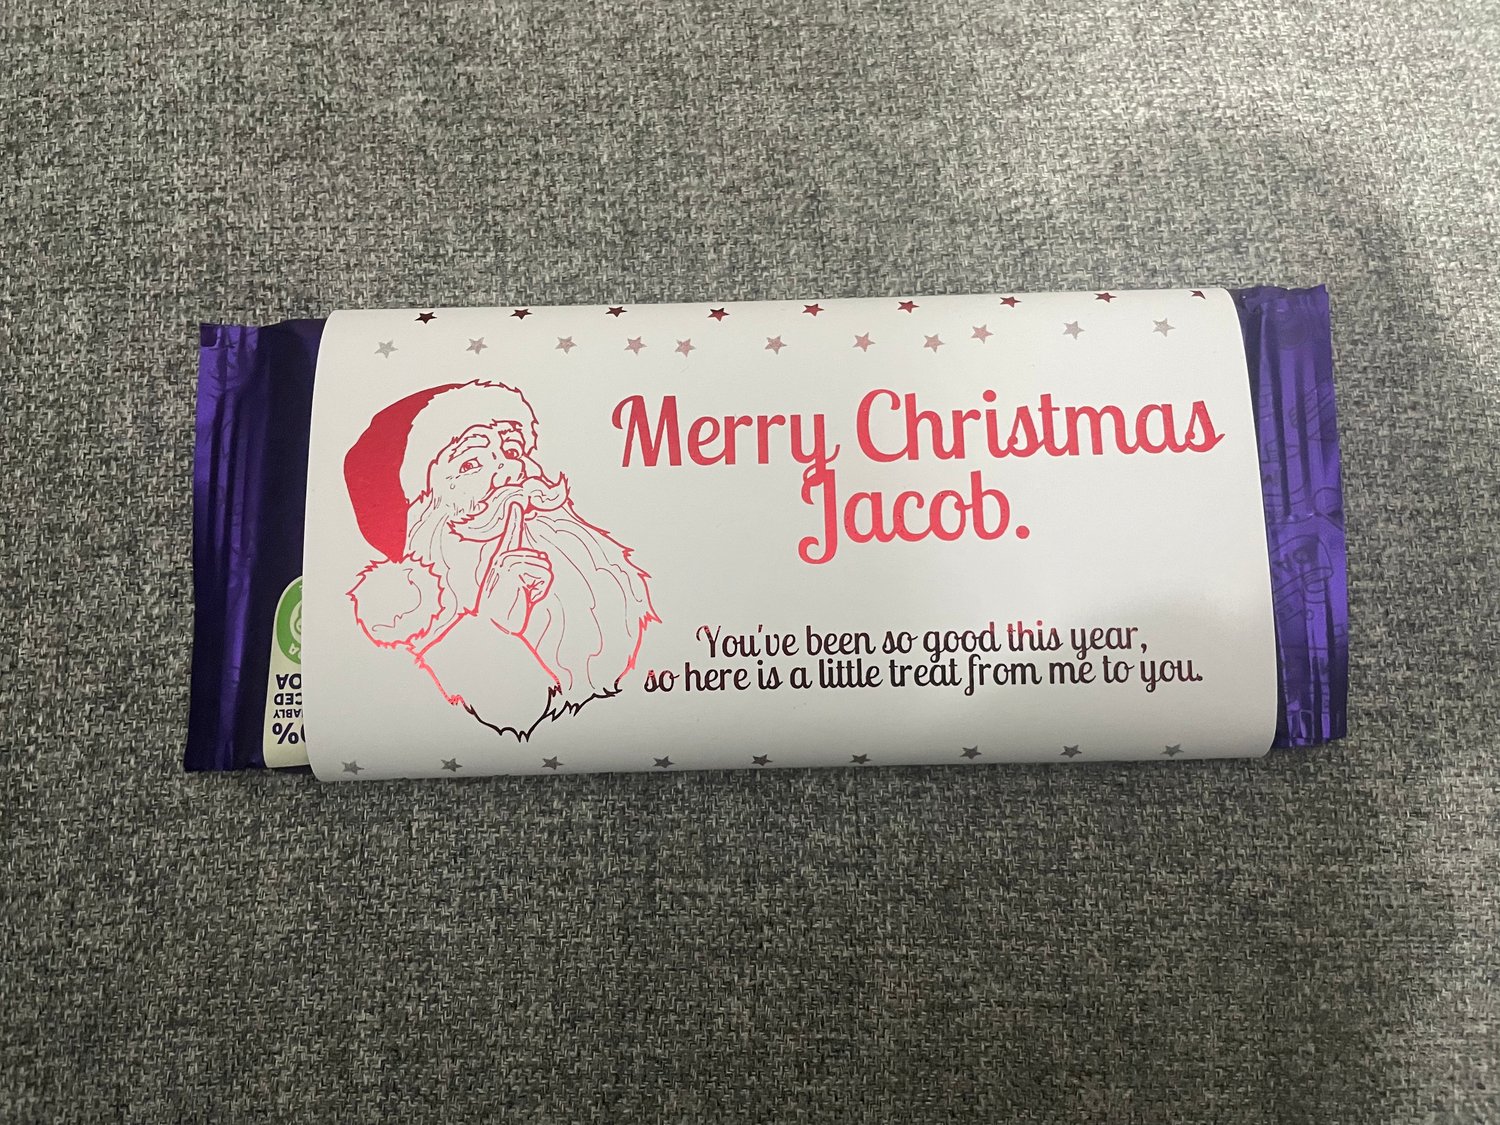 Merry Christmas
Jacob.
You've been so good this year,
so here is a little treat from me to you.